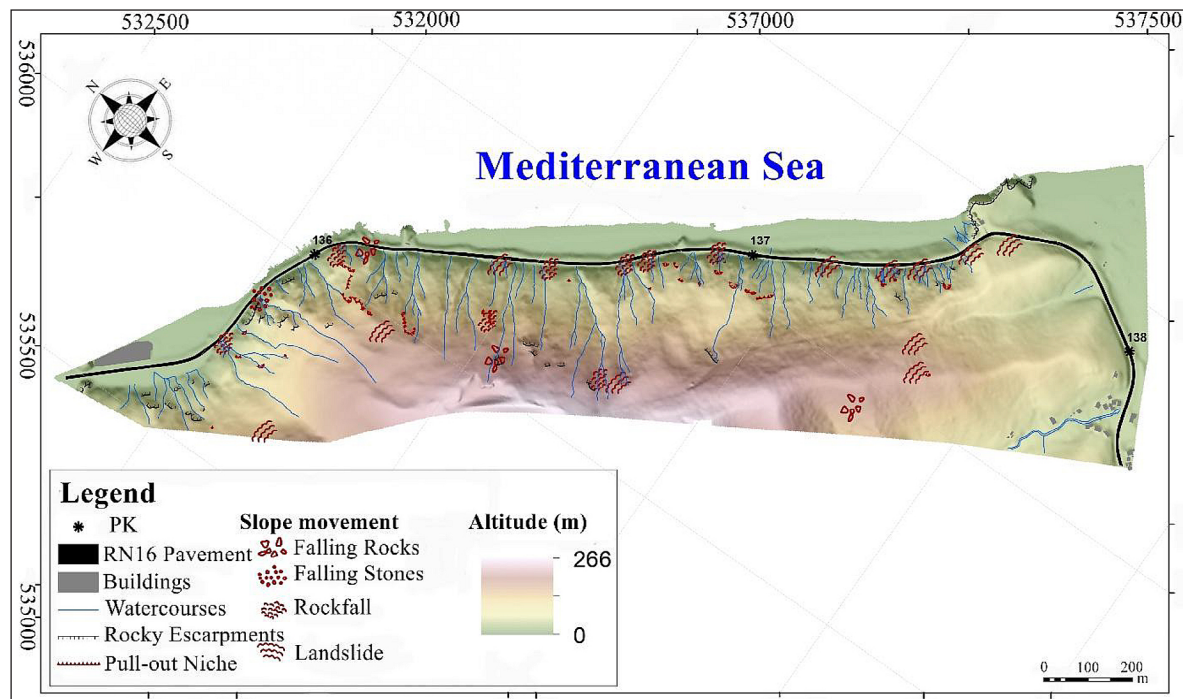 532500 532000 537000 537500
536000
N E
W S
Mediterranean Sea
136
137
535500
138
Legend
PK
RN16 Pavement
Buildings
Watercourses
Rocky Escarpments
Pull-out Niche
Slope movement
Falling Rocks
Falling Stones
Rockfall
Landslide
Altitude (m)
266
0
535000
0 100 200
m